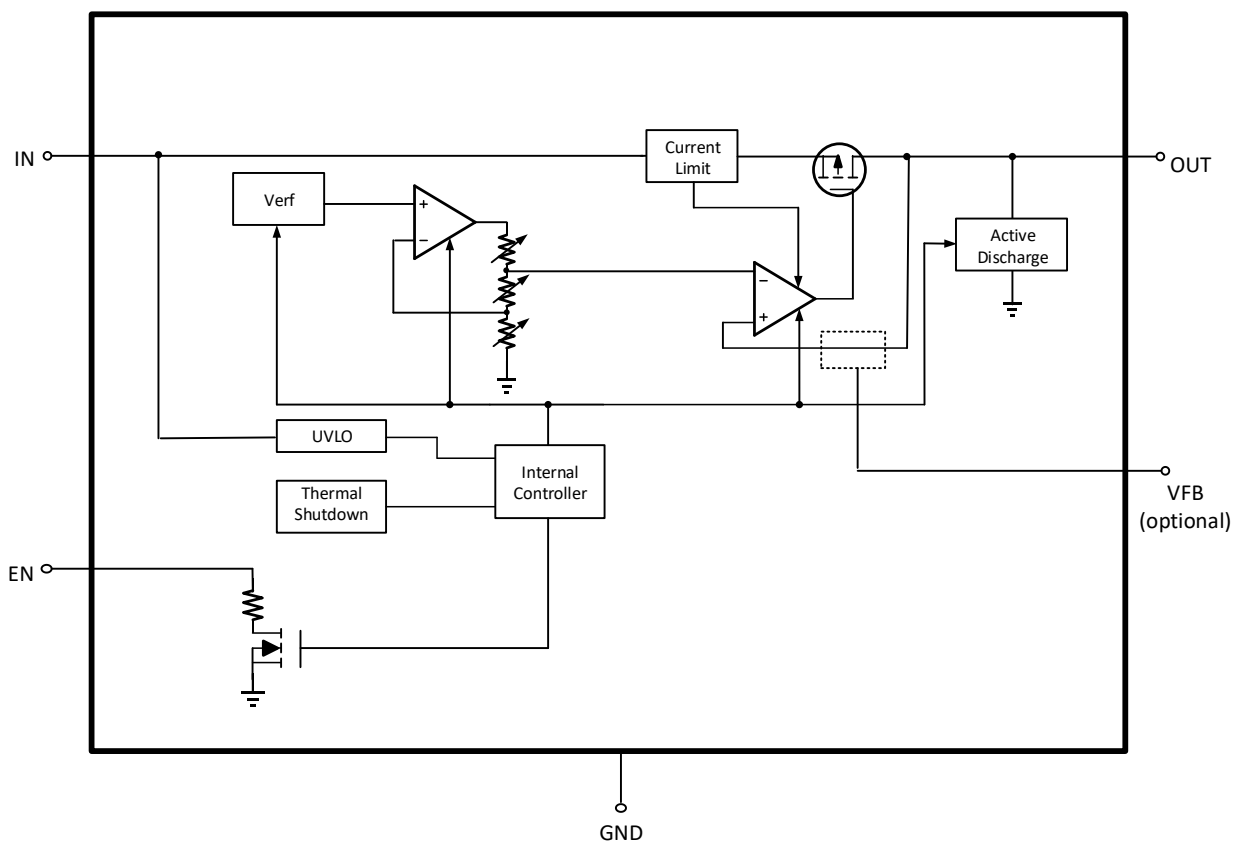 IN
Current
Limit
OUT
Verf
+
−
Active
Discharge
−
+
UVLO
Internal
Controller
Thermal
Shutdown
VFB
(optional)
EN
GND